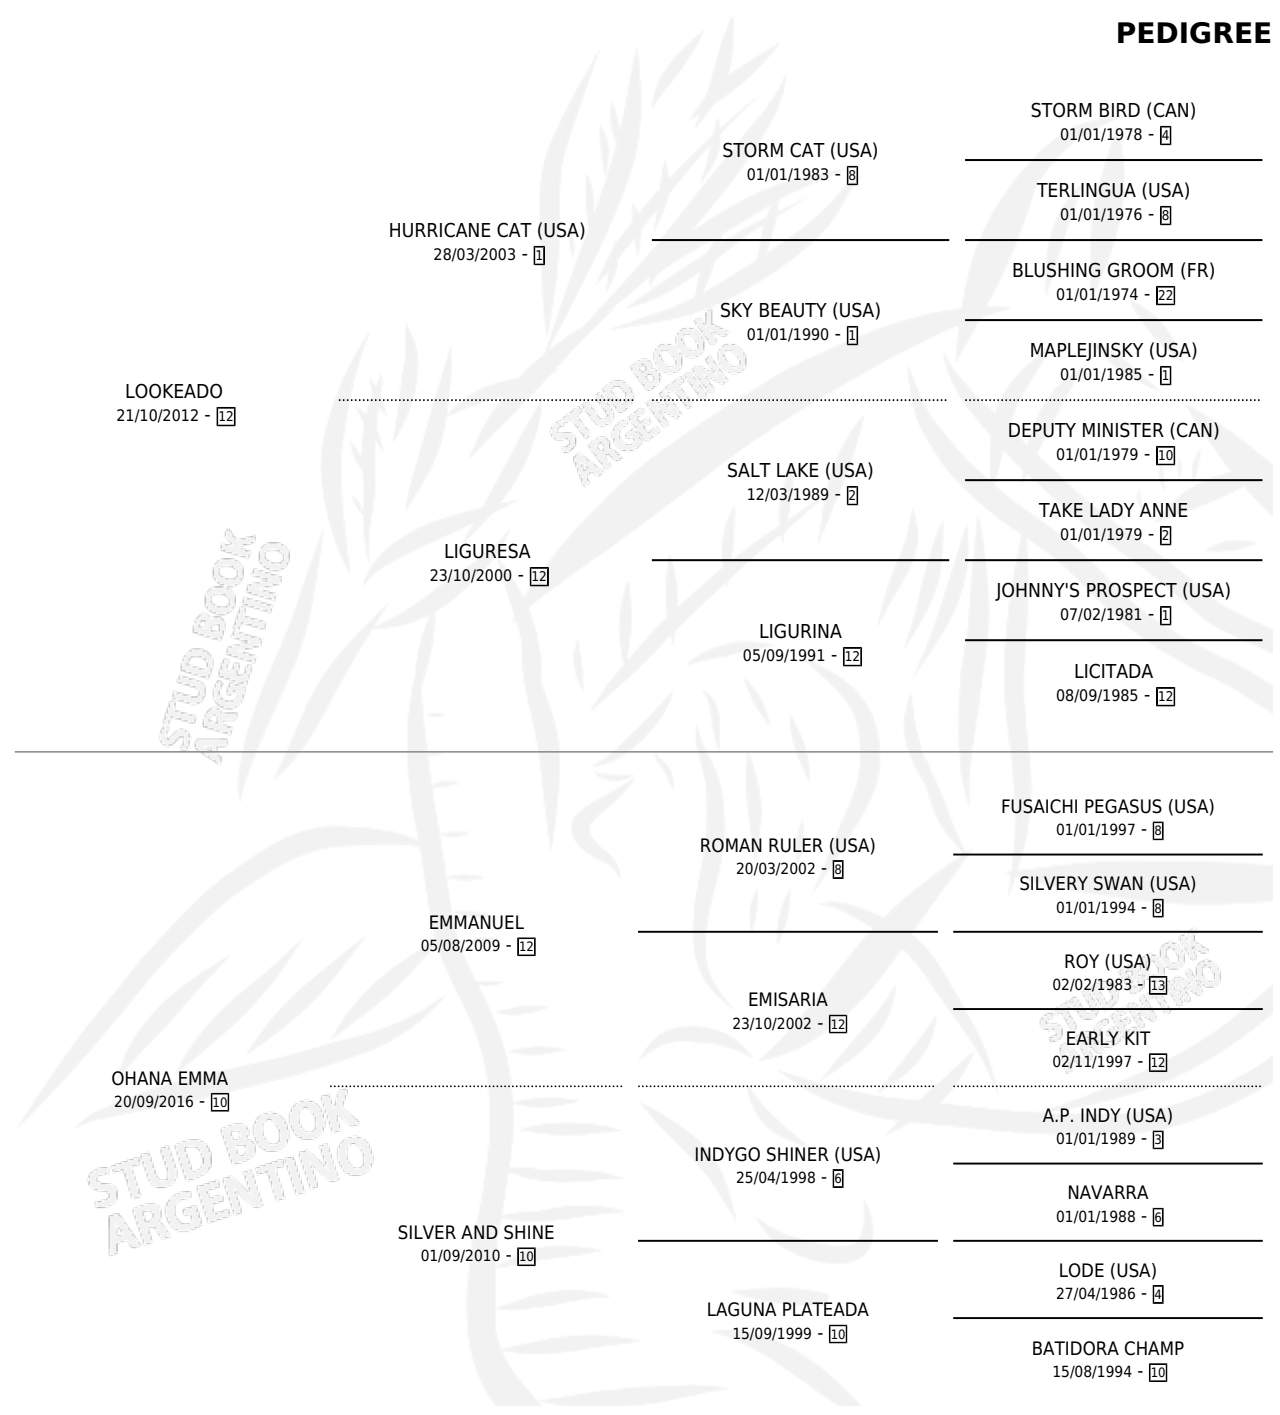 PEDIGREE
STORM BIRD (CAN)
01/01/1978 - 4
STORM CAT (USA)
01/01/1983 - 8
TERLINGUA (USA)
01/01/1976 - 8
HURRICANE CAT (USA)
28/03/2003 - 1
BLUSHING GROOM (FR)
01/01/1974 - 22
SKY BEAUTY (USA)
01/01/1990 - 1
MAPLEJINSKY (USA)
01/01/1985 - 1
LOOKEADO
21/10/2012 - 12
STUD BOOK
ARGENTINO
DEPUTY MINISTER (CAN)
01/01/1979 - 10
SALT LAKE (USA)
12/03/1989 - 2
TAKE LADY ANNE
01/01/1979 - 2
LIGURESA
23/10/2000 - 12
STUD BOOK
ARGENTINO
JOHNNY'S PROSPECT (USA)
07/02/1981 - 1
LIGURINA
05/09/1991 - 12
LICITADA
08/09/1985 - 12
FUSAICHI PEGASUS (USA)
01/01/1997 - 8
ROMAN RULER (USA)
20/03/2002 - 8
SILVERY SWAN (USA)
01/01/1994 - 8
EMMANUEL
05/08/2009 - 12
ROY (USA)
02/02/1983 - 13
STUD BOOK
ARGENTINO
EMISARIA
23/10/2002 - 12
EARLY KIT
02/11/1997 - 12
OHANA EMMA
20/09/2016 - 10
STUD BOOK
ARGENTINO
A.P. INDY (USA)
01/01/1989 - 3
INDYGO SHINER (USA)
25/04/1998 - 6
NAVARRA
01/01/1988 - 6
SILVER AND SHINE
01/09/2010 - 10
LODE (USA)
27/04/1986 - 4
LAGUNA PLATEADA
15/09/1999 - 10
BATIDORA CHAMP
15/08/1994 - 10